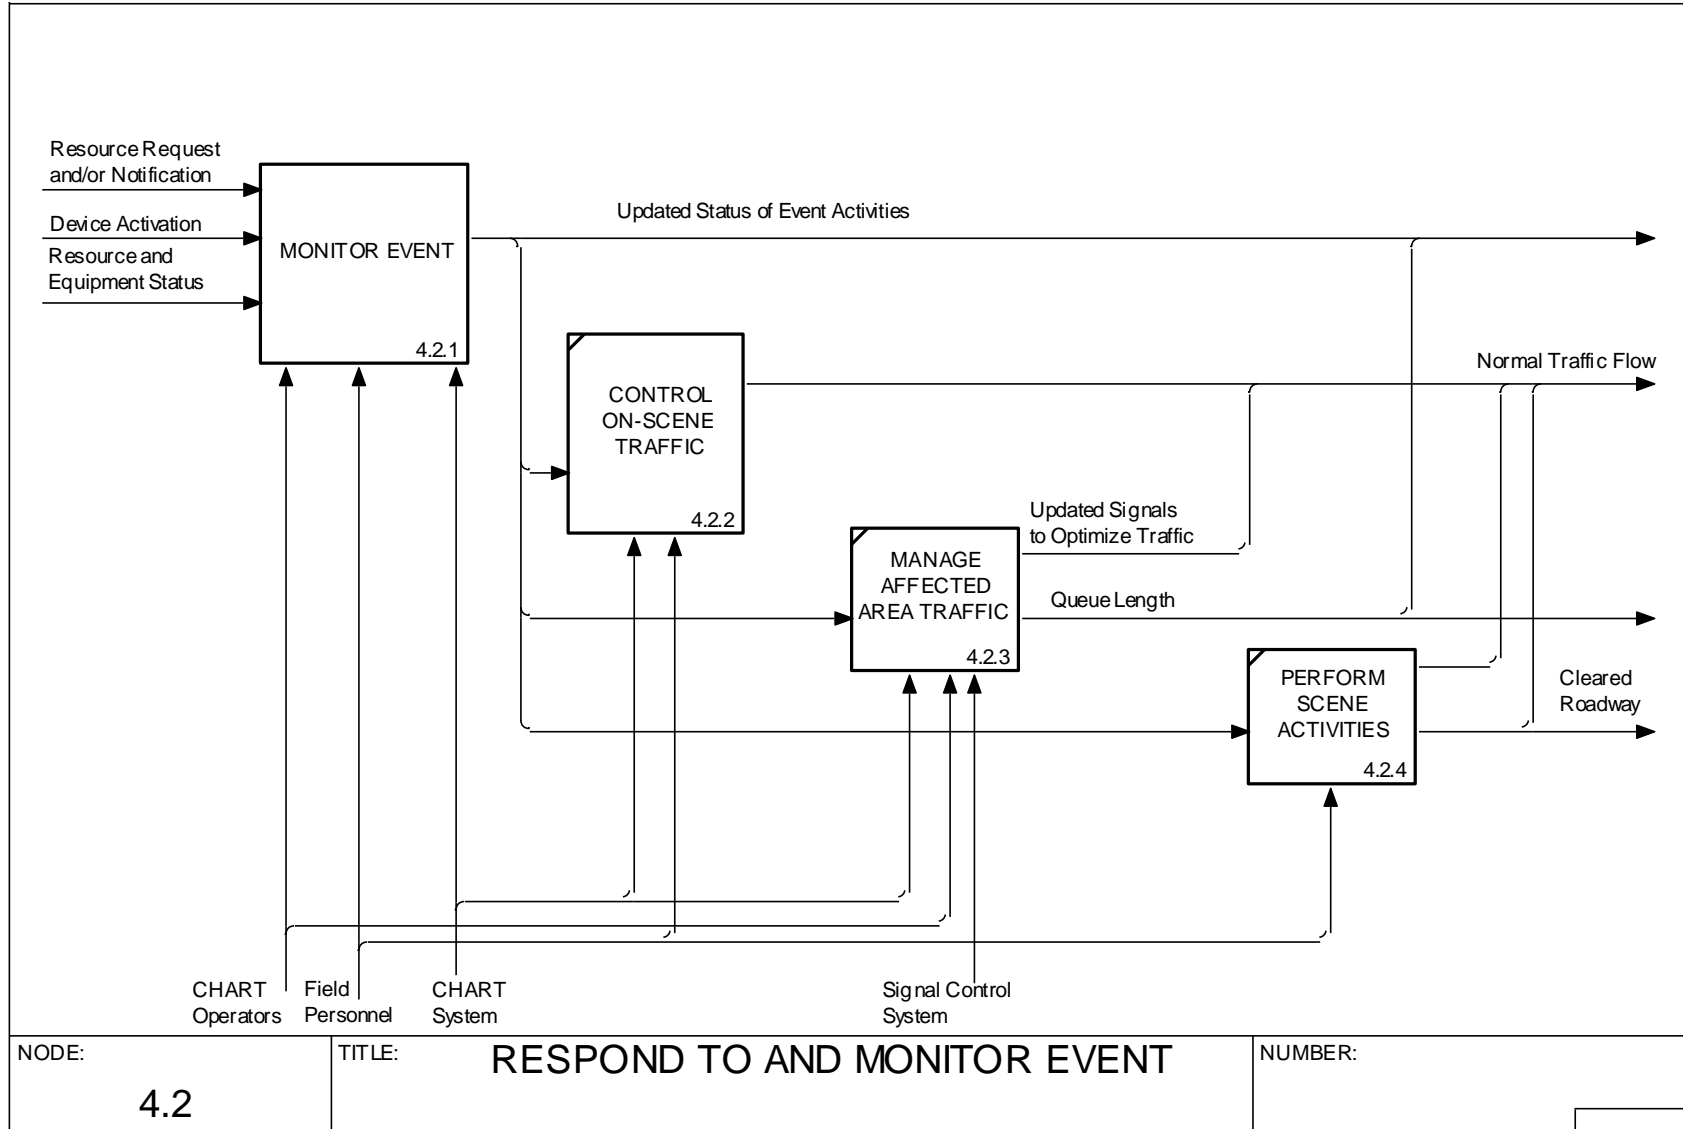 Resource Request
and/or Notification
Device Activation
Resource and
Equipment Status
MONITOR EVENT
4.2.1
Updated Status of Event Activities
CONTROL
ON-SCENE
TRAFFIC
4.2.2
Normal Traffic Flow
Updated Signals
to Optimize Traffic
MANAGE
AFFECTED
AREA TRAFFIC
4.2.3
Queue Length
PERFORM
SCENE
ACTIVITIES
4.2.4
Cleared
Roadway
CHART
Operators
Field
Personnel
CHART
System
Signal Control
System
NODE:
4.2
TITLE:
RESPOND TO AND MONITOR EVENT
NUMBER: